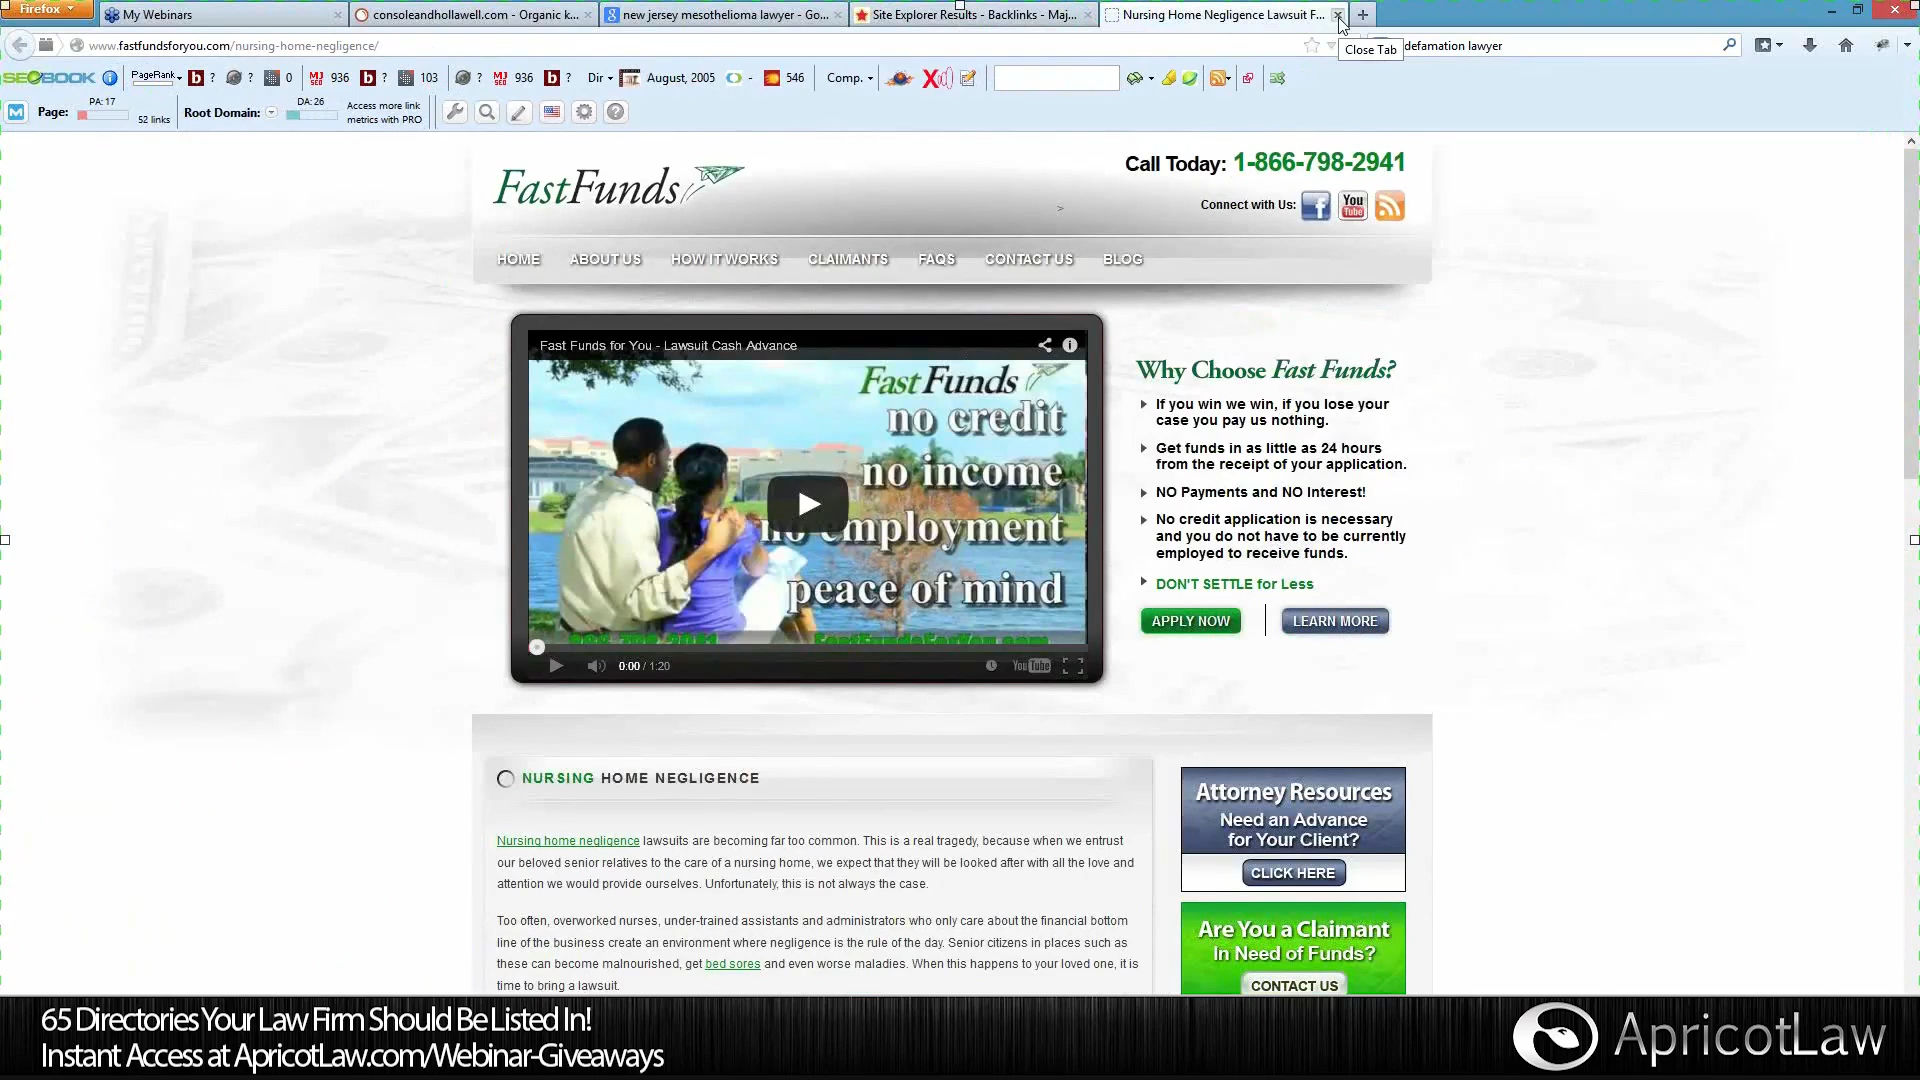 Firefox
My Webinars
consoleandhollawell.com - Organic k...
new jersey mesothelioma lawyer - Go...
Site Explorer Results - Backlinks - Maj...
Nursing Home Negligence Lawsuit F...
www.fastfundsforyou.com/nursing-home-negligence/
Close Tab
defamation lawyer
SEOBOOK
PageRank
?
?
0
MJ SEO
936
?
103
?
MJ SEO
936
?
Dir
August, 2005
-
546
Comp.
Page:
PA: 17
52 links
Root Domain:
DA: 26
Access more link
metrics with PRO
FastFunds
Call Today: 1-866-798-2941
>
Connect with Us:
You Tube
HOME ABOUT US HOW IT WORKS CLAIMANTS FAQS CONTACT US BLOG
Fast Funds for You - Lawsuit Cash Advance
Fast Funds
no credit
no income
no employment
peace of mind
FastFundsForYou.com
0:00 / 1:20
YouTube
Why Choose Fast Funds?
If you win we win, if you lose your
case you pay us nothing.
Get funds in as little as 24 hours
from the receipt of your application.
NO Payments and NO Interest!
No credit application is necessary
and you do not have to be currently
employed to receive funds.
DON'T SETTLE for Less
APPLY NOW
LEARN MORE
NURSING HOME NEGLIGENCE
Nursing home negligence lawsuits are becoming far too common. This is a real tragedy, because when we entrust
our beloved senior relatives to the care of a nursing home, we expect that they will be looked after with all the love and
attention we would provide ourselves. Unfortunately, this is not always the case.
Too often, overworked nurses, under-trained assistants and administrators who only care about the financial bottom
line of the business create an environment where negligence is the rule of the day. Senior citizens in places such as
these can become malnourished, get bed sores and even worse maladies. When this happens to your loved one, it is
time to bring a lawsuit.
Attorney Resources
Need an Advance
for Your Client?
CLICK HERE
Are You a Claimant
In Need of Funds?
CONTACT US
65 Directories Your Law Firm Should Be Listed In!
Instant Access at ApricotLaw.com/Webinar-Giveaways
ApricotLaw